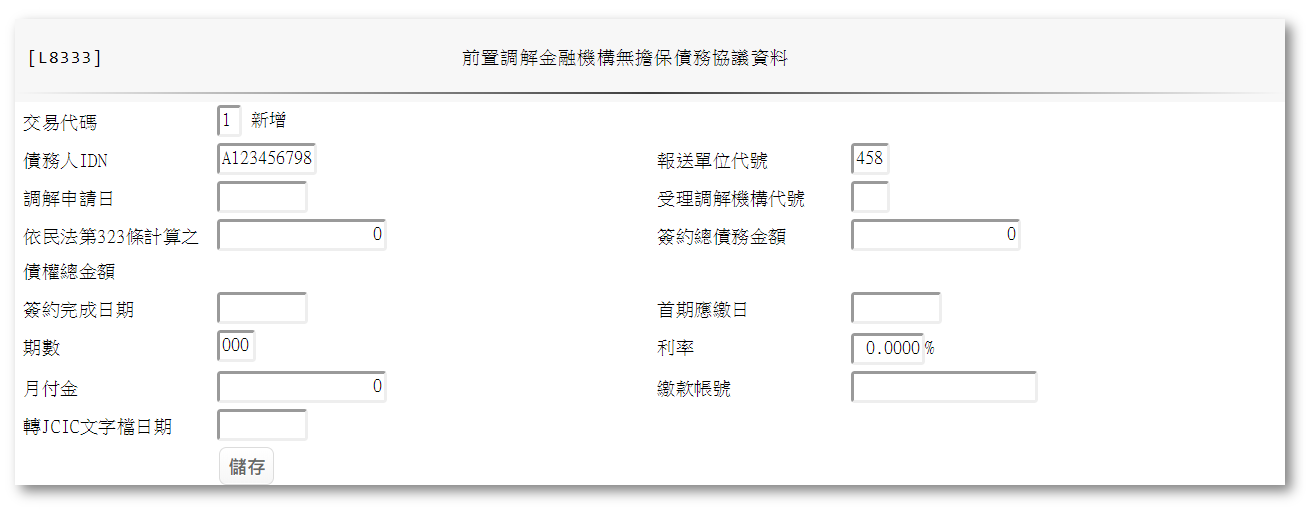 [L8333] 前置調解金融機構無擔保債務協議資料
交易代碼 1 新增
債務人IDN A123456798 報送單位代號 458
調解申請日 受理調解機構代號
依民法第323條計算之 0 簽約總債務金額 0
債權總金額
簽約完成日期 首期應繳日
期數 000 利率 0.0000%
月付金 0 繳款帳號
轉JCIC文字檔日期
儲存